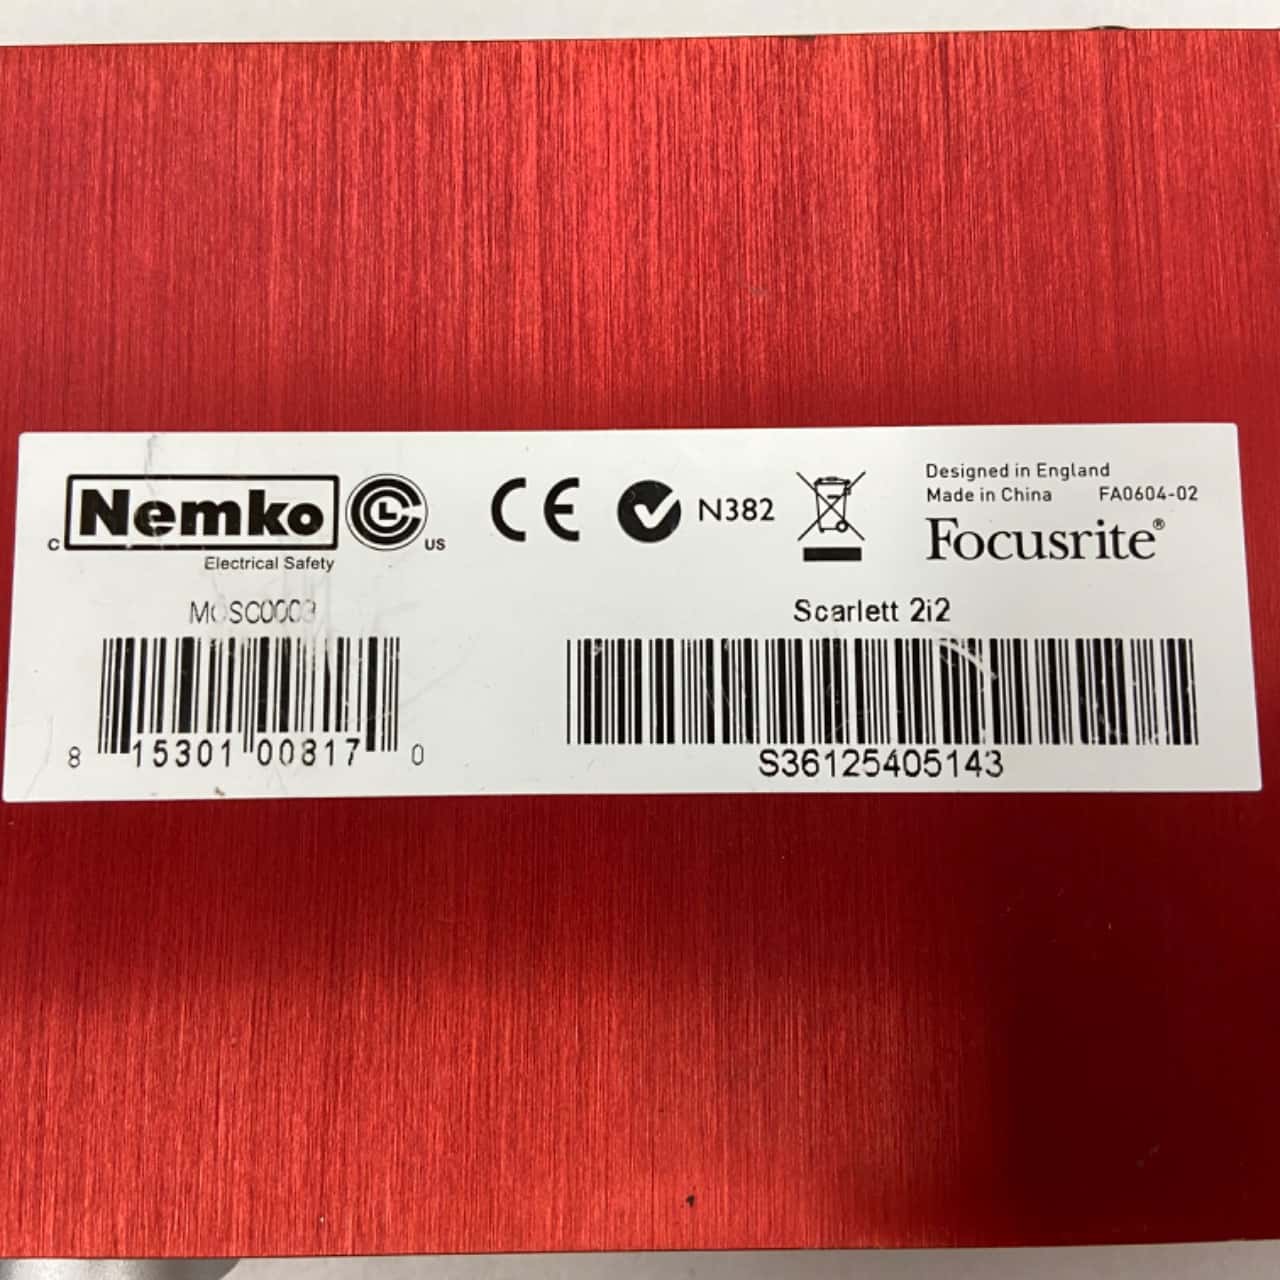 c Nemko CCL US
Electrical Safety
CE N382
Designed in England
Made in China FA0604-02
Focusrite®
Scarlett 2i2
8 15301 00817 0
S36125405143